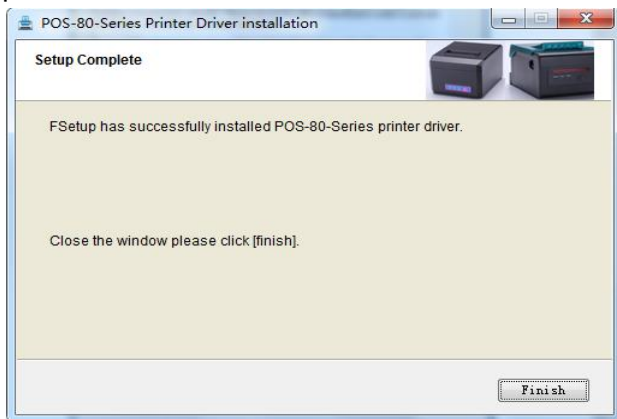 POS-80-Series Printer Driver installation
Setup Complete
FSetup has successfully installed POS-80-Series printer driver.
Close the window please click [finish].
Finish